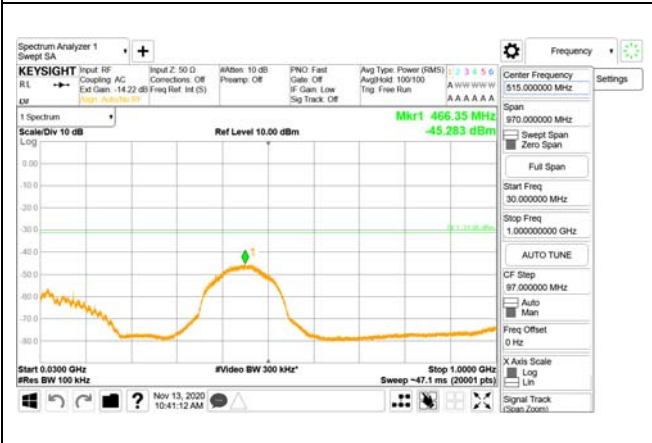 Spectrum Analyzer 1
Swept SA
Frequency
KEYSIGHT
Input: RF
Input Z: 50 Ω
#Atten: 10 dB
PNO: Fast
Avg Type: Power (RMS)
1 2 3 4 5 6
RL
Coupling: AC
Corrections: Off
Preamp: Off
Gate: Off
Avg|Hold: 100/100
A W W W W W
Ext Gain: -14.22 dB
Freq Ref: Int (S)
IF Gain: Low
Trig: Free Run
Align: Auto/No RF
Sig Track: Off
A A A A A A
1 Spectrum
Mkr1 466.35 MHz
Scale/Div 10 dB
Ref Level 10.00 dBm
-45.283 dBm
Log
0.00
-10.0
-20.0
-30.0
-40.0
-50.0
-60.0
-70.0
-80.0
1
Start 0.0300 GHz
#Video BW 300 kHz*
Stop 1.0000 GHz
#Res BW 100 kHz
Sweep ~47.1 ms (20001 pts)
Nov 13, 2020
10:41:12 AM
Center Frequency
515.000000 MHz
Settings
Span
970.000000 MHz
Swept Span
Zero Span
Full Span
Start Freq
30.000000 MHz
Stop Freq
1.000000000 GHz
AUTO TUNE
CF Step
97.000000 MHz
Auto
Man
Freq Offset
0 Hz
X Axis Scale
Log
Lin
Signal Track
(Span Zoom)